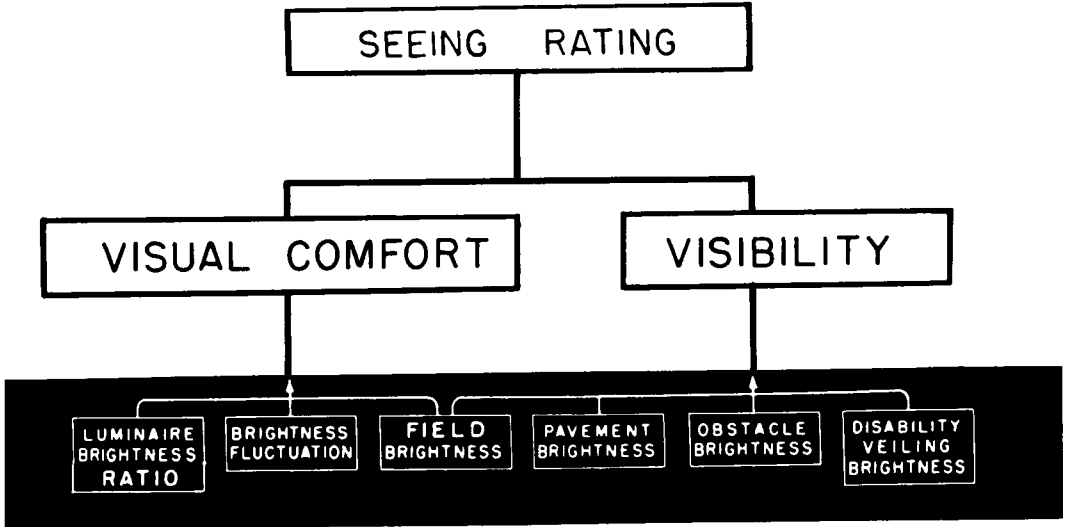 SEEING RATING
VISUAL COMFORT
VISIBILITY
LUMINAIRE
BRIGHTNESS
RATIO
BRIGHTNESS
FLUCTUATION
FIELD
BRIGHTNESS
PAVEMENT
BRIGHTNESS
OBSTACLE
BRIGHTNESS
DISABILITY
VEILING
BRIGHTNESS